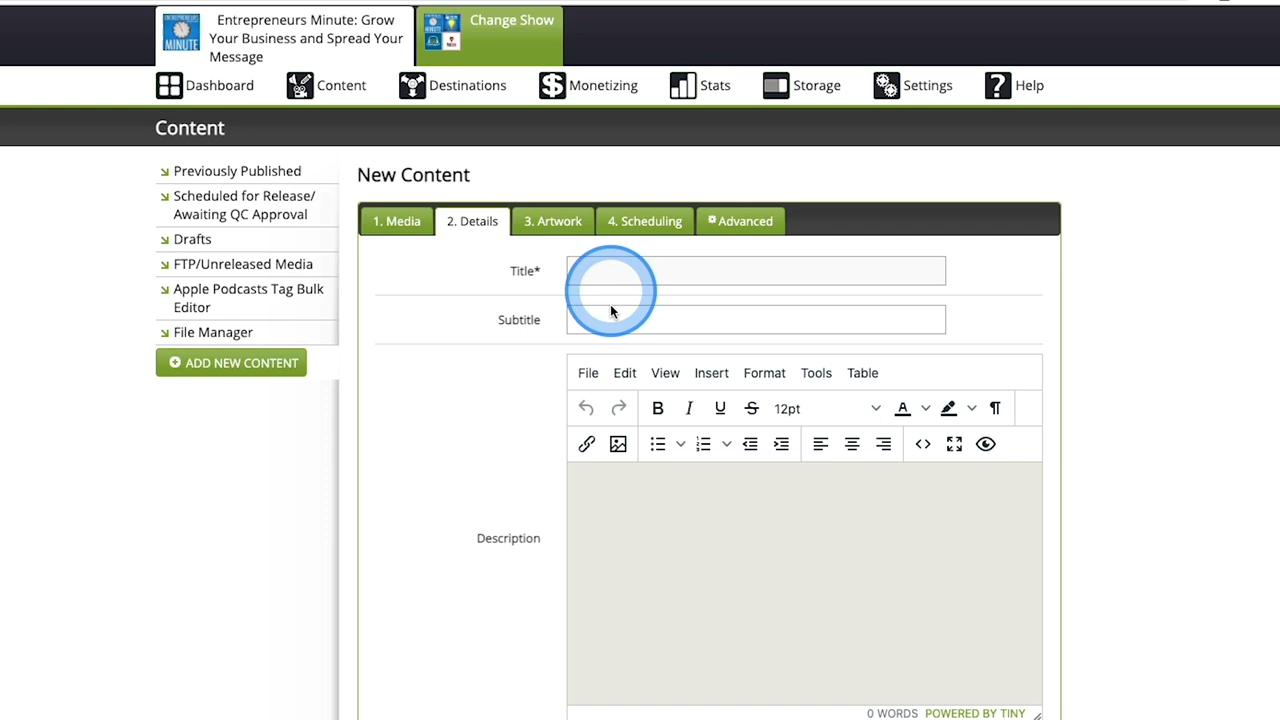 Entrepreneurs Minute: Grow
Your Business and Spread Your
Message
ENTREPRENEURS
MINUTE
Change Show
Dashboard
Content
Destinations
Monetizing
Stats
Storage
Settings
Help
Content
Previously Published
Scheduled for Release/
Awaiting QC Approval
Drafts
FTP/Unreleased Media
Apple Podcasts Tag Bulk
Editor
File Manager
ADD NEW CONTENT
New Content
1. Media
2. Details
3. Artwork
4. Scheduling
Advanced
Title*
Subtitle
Description
File Edit View Insert Format Tools Table
B I U S 12pt A ¶
0 WORDS POWERED BY TINY